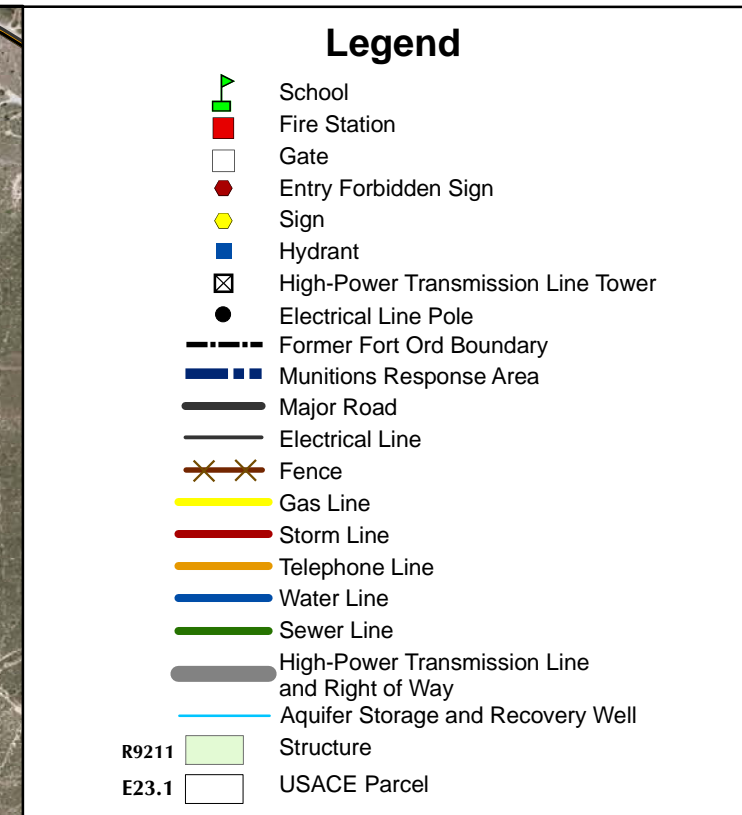 Legend
School
Fire Station
Gate
Entry Forbidden Sign
Sign
Hydrant
High-Power Transmission Line Tower
Electrical Line Pole
Former Fort Ord Boundary
Munitions Response Area
Major Road
Electrical Line
Fence
Gas Line
Storm Line
Telephone Line
Water Line
Sewer Line
High-Power Transmission Line
and Right of Way
Aquifer Storage and Recovery Well
R9211 Structure
E23.1 USACE Parcel